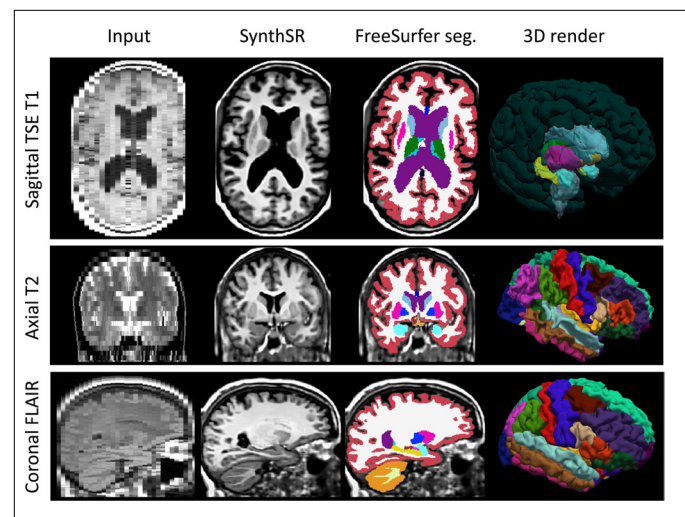 Input
SynthSR
FreeSurfer seg.
3D render
Sagittal TSE T1
Axial T2
Coronal FLAIR